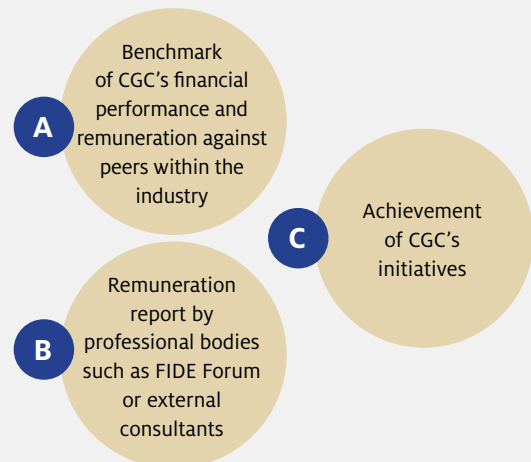 A
Benchmark
of CGC's financial
performance and
remuneration against
peers within the
industry
B
Remuneration
report by
professional bodies
such as FIDE Forum
or external
consultants
C
Achievement
of CGC's
initiatives